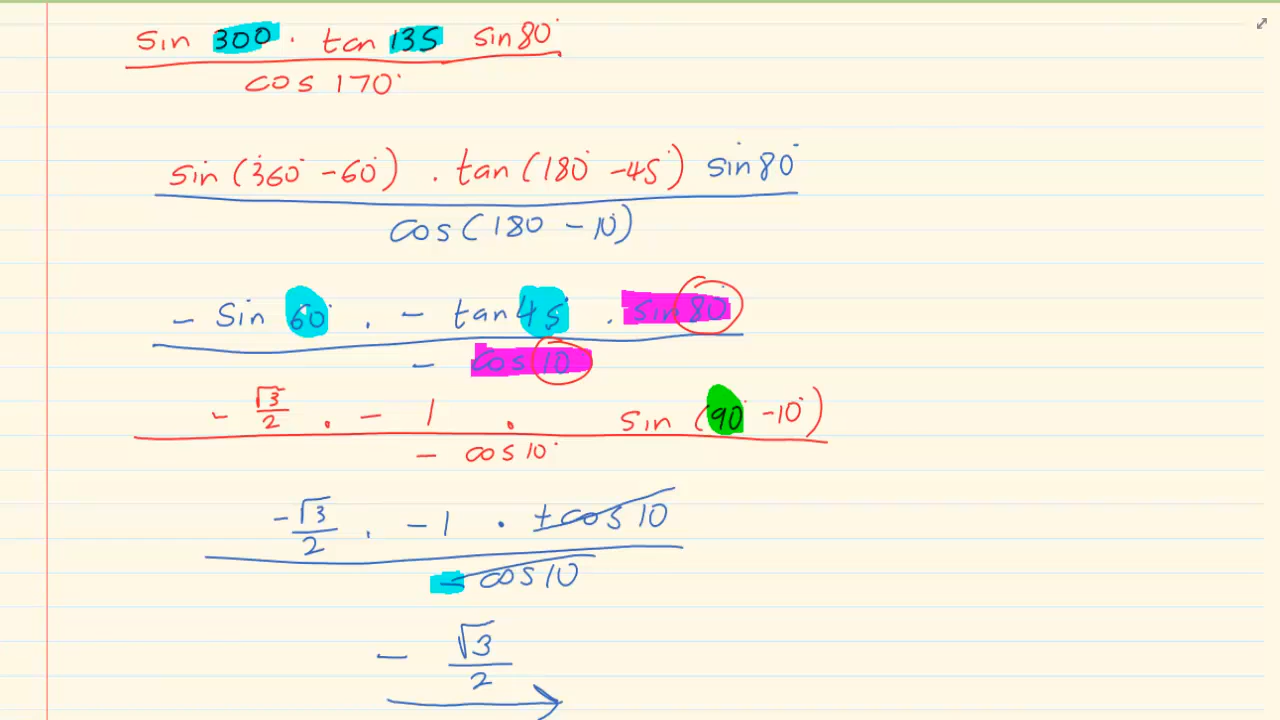 sin 300 . tan 135 sin 80°
cos 170°
sin (360° - 60°) . tan (180° - 45°) sin 80°
cos (180 - 10°)
- sin 60° . - tan 45° . sin 80°
- cos 10
- √3/2 . - 1 . sin (90° - 10°)
- cos 10°
- √3/2 . - 1 . + cos 10
- cos 10
- √3/2